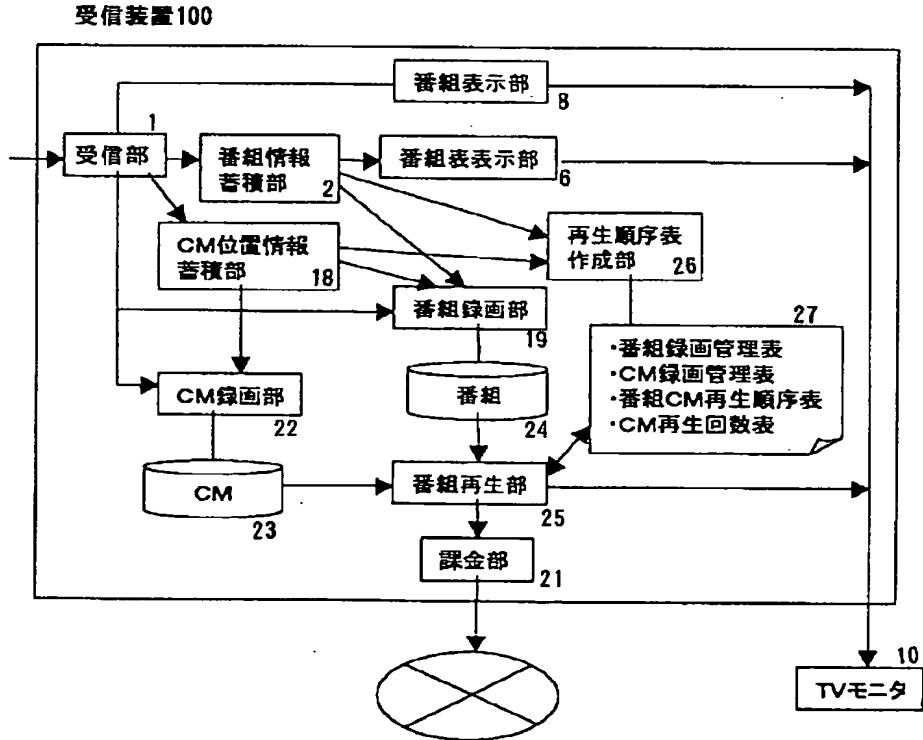 受信装置100
番組表示部
8
1
受信部
番組情報
蓄積部
2
番組表表示部
6
CM位置情報
蓄積部
18
再生順序表
作成部
26
番組録画部
19
27
・番組録画管理表
・CM録画管理表
・番組CM再生順序表
・CM再生回数表
CM録画部
22
番組
24
CM
23
番組再生部
25
課金部
21
10
TVモニタ